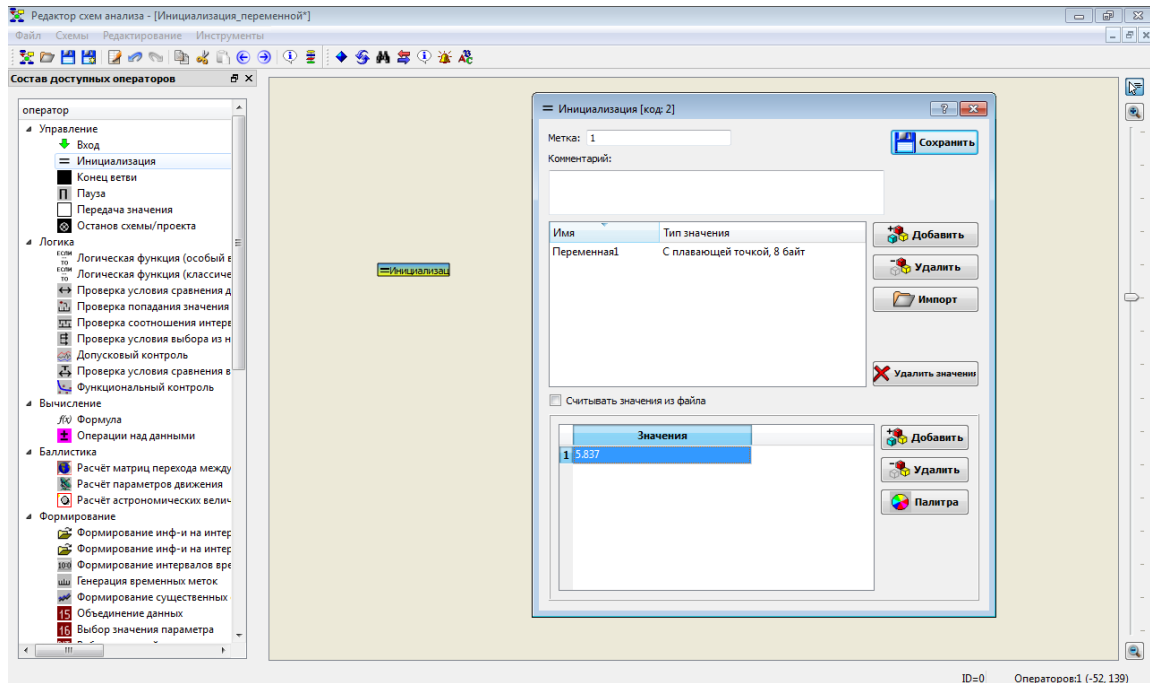 Редактор схем анализа - [Инициализация_переменной*]
Файл Схемы Редактирование Инструменты
Состав доступных операторов
оператор
Управление
Вход
Инициализация
Конец ветви
Пауза
Передача значения
Останов схемы/проекта
Логика
Логическая функция (особый в
Логическая функция (классиче
Проверка условия сравнения д
Проверка попадания значения
Проверка соотношения интерв
Проверка условия выбора из н
Допусковый контроль
Проверка условия сравнения в
Функциональный контроль
Вычисление
f(x) Формула
Операции над данными
Баллистика
Расчёт матриц перехода между
Расчёт параметров движения
Расчёт астрономических велич
Формирование
Формирование инф-и на интер
Формирование инф-и на интер
Формирование интервалов вре
Генерация временных меток
Формирование существенных
15 Объединение данных
16 Выбор значения параметра
=Инициализац
Инициализация [код: 2]
Метка: 1
Сохранить
Комментарий:
Имя Тип значения
Переменная1 С плавающей точкой, 8 байт
Добавить
Удалить
Импорт
Удалить значения
Считывать значения из файла
Значения
1 5.837
Добавить
Удалить
Палитра
ID=0 Операторов:1 (-52, 139)